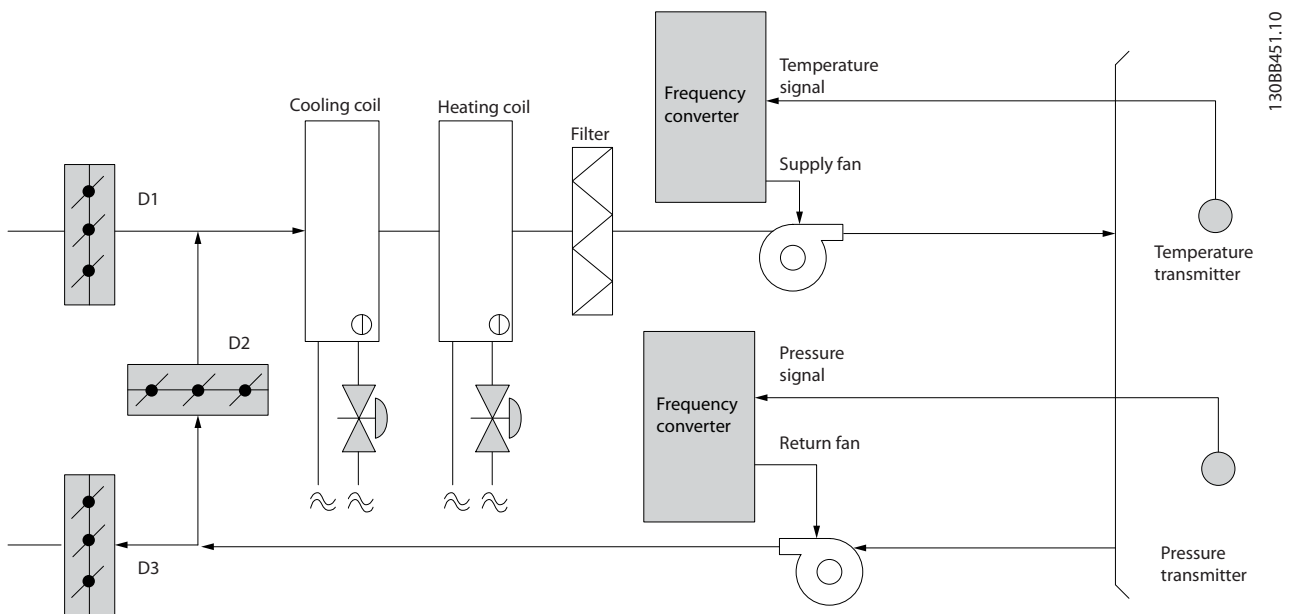 130BB451.10
Temperature
signal
Frequency
converter
Cooling coil
Heating coil
Filter
Supply fan
D1
Temperature
transmitter
D2
Pressure
signal
Frequency
converter
Return fan
D3
Pressure
transmitter